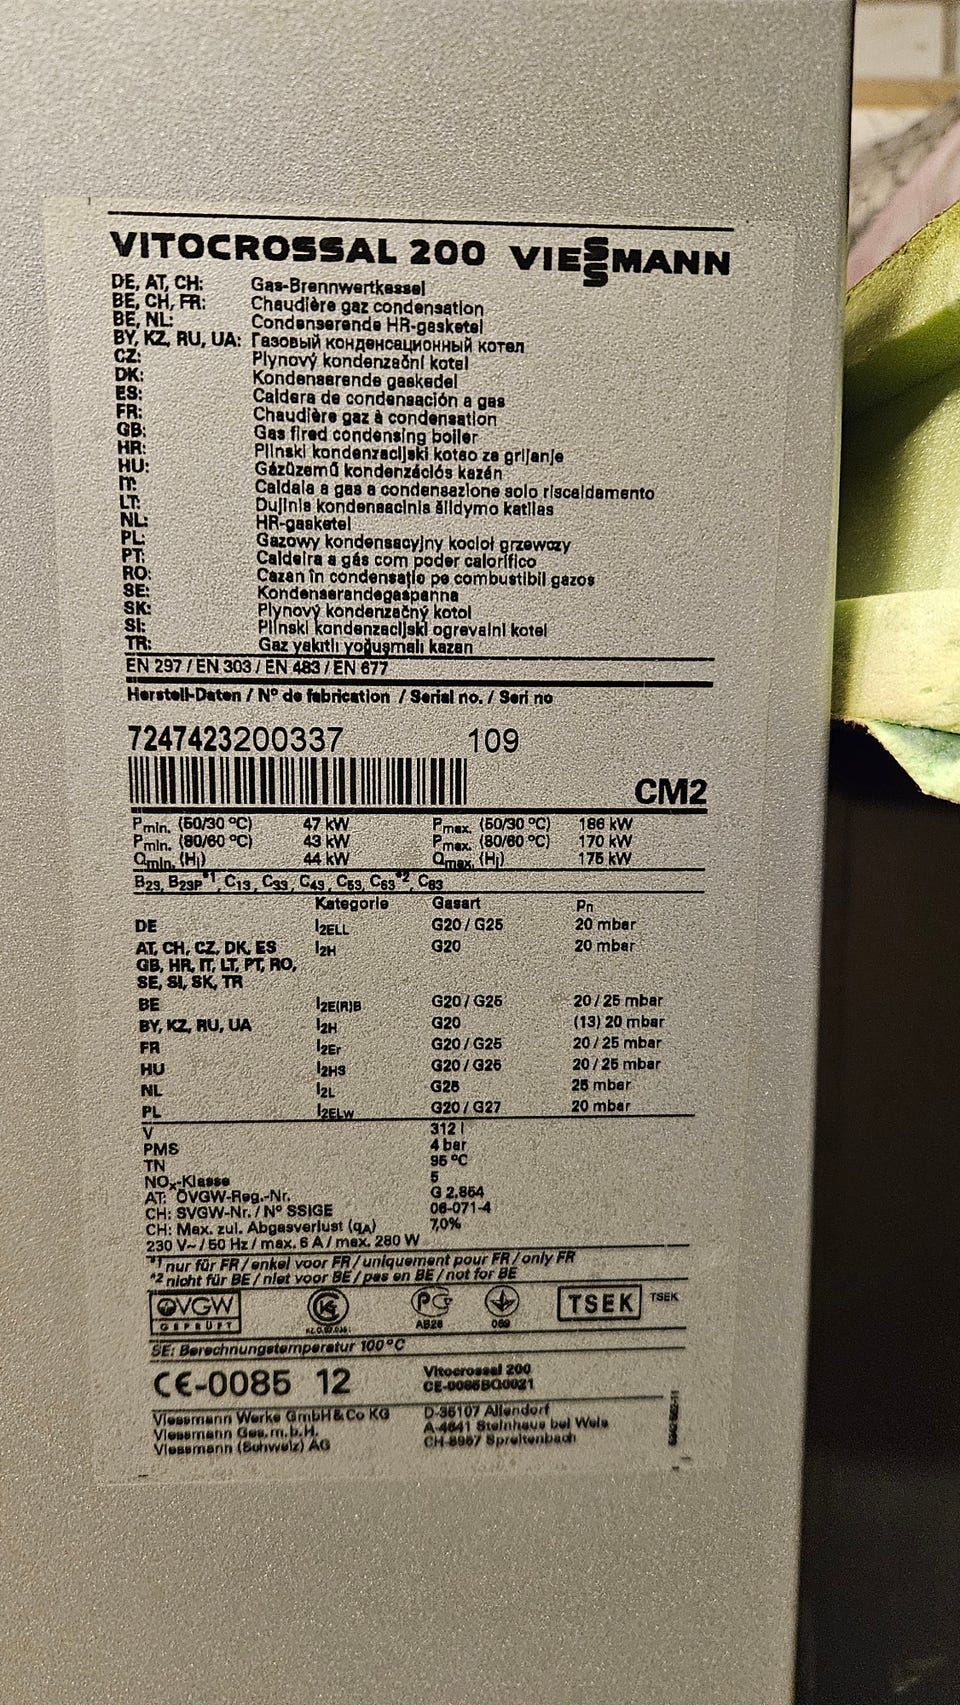 VITOCROSSAL 200 VIESSMANN
DE, AT, CH: Gas-Brennwertkessel
BE, CH, FR: Chaudière gaz condensation
BE, NL: Condenserende HR-gasketel
BY, KZ, RU, UA: Газовый конденсационный котел
CZ: Plynový kondenzační kotel
DK: Kondenserende gaskedel
ES: Caldera de condensación a gas
FR: Chaudière gaz à condensation
GB: Gas fired condensing boiler
HR: Plinski kondenzacijski kotao za grijanje
HU: Gázüzemű kondenzációs kazán
IT: Caldaia a gas a condensazione solo riscaldamento
LT: Dujinis kondensacinis šildymo katilas
NL: HR-gasketel
PL: Gazowy kondensacyjny kocioł grzewczy
PT: Caldeira a gás com poder calorífico
RO: Cazan în condensație pe combustibil gazos
SE: Kondenserandegaspanna
SK: Plynový kondenzačný kotol
SI: Plinski kondenzacijski ogrevalni kotel
TR: Gaz yakıtlı yoğuşmalı kazan
EN 297 / EN 303 / EN 483 / EN 677
Herstell-Daten / N° de fabrication / Serial no. / Seri no
7247423200337 109
CM2
Pmin. (50/30 °C) 47 kW Pmax. (50/30 °C) 186 kW
Pmin. (80/60 °C) 43 kW Pmax. (80/60 °C) 170 kW
Qmin. (Hi) 44 kW Qmax. (Hi) 175 kW
B23, B23P*1, C13, C33, C43, C53, C63*2, C83
Kategorie Gasart Pn
DE I2ELL G20 / G25 20 mbar
AT, CH, CZ, DK, ES I2H G20 20 mbar
GB, HR, IT, LT, PT, RO,
SE, SI, SK, TR
BE I2E(R)B G20 / G25 20 / 25 mbar
BY, KZ, RU, UA I2H G20 (13) 20 mbar
FR I2Er G20 / G25 20 / 25 mbar
HU I2HS G20 / G25 20 / 25 mbar
NL I2L G25 25 mbar
PL I2ELw G20 / G27 20 mbar
V 312 l
PMS 4 bar
TN 95 °C
NOx-Klasse 5
AT: ÖVGW-Reg.-Nr. G 2,854
CH: SVGW-Nr. / N° SSIGE 06-071-4
CH: Max. zul. Abgasverlust (qA) 7,0%
230 V~ / 50 Hz / max. 6 A / max. 280 W
*1 nur für FR / enkel voor FR / uniquement pour FR / only FR
*2 nicht für BE / niet voor BE / pas en BE / not for BE
ÖVGW GEPRÜFT PG AB28 069 TSEK TSEK
SE: Berechnungstemperatur 100°C
CE-0085 12 Vitocrossal 200
CE-0085BQ0021
Viessmann Werke GmbH & Co KG D-35107 Allendorf
Viessmann Ges.m.b.H. A-4641 Steinhaus bei Wels
Viessmann (Schweiz) AG CH-8957 Spreitenbach